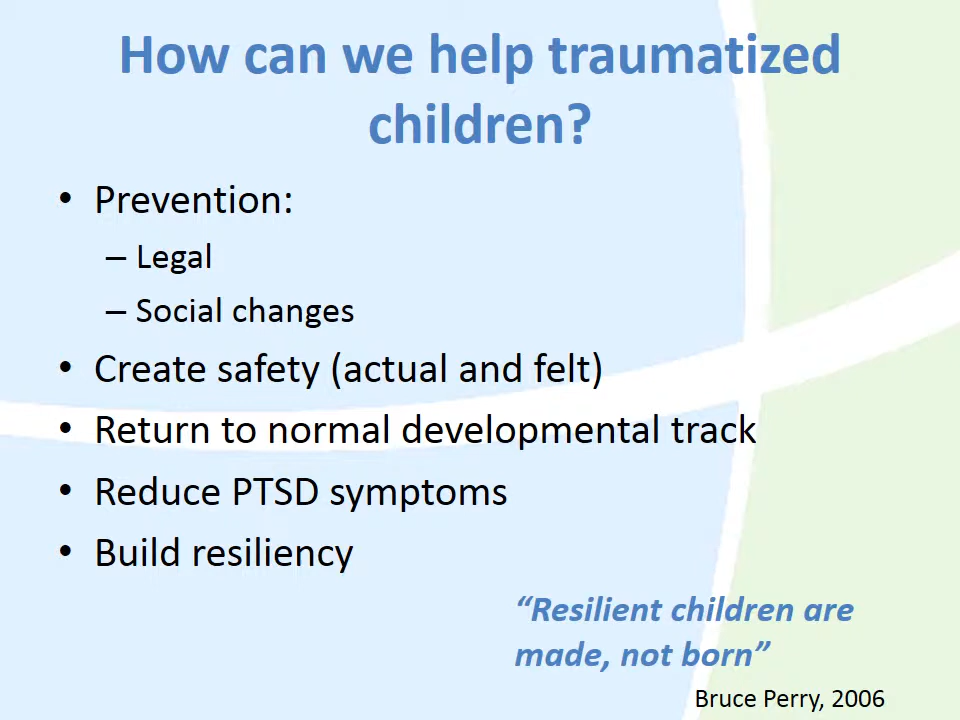 How can we help traumatized
children?
• Prevention:
– Legal
– Social changes
• Create safety (actual and felt)
• Return to normal developmental track
• Reduce PTSD symptoms
• Build resiliency
“Resilient children are
made, not born”
Bruce Perry, 2006